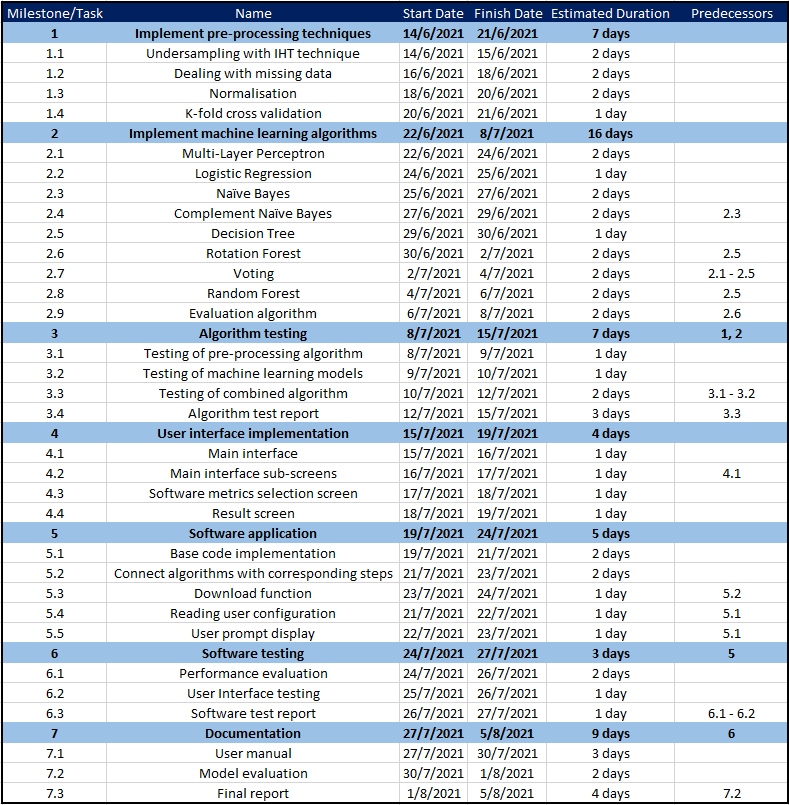 Milestone/Task Name Start Date Finish Date Estimated Duration Predecessors
1 Implement pre-processing techniques 14/6/2021 21/6/2021 7 days
1.1 Undersampling with IHT technique 14/6/2021 15/6/2021 2 days
1.2 Dealing with missing data 16/6/2021 18/6/2021 2 days
1.3 Normalisation 18/6/2021 20/6/2021 2 days
1.4 K-fold cross validation 20/6/2021 21/6/2021 1 day
2 Implement machine learning algorithms 22/6/2021 8/7/2021 16 days
2.1 Multi-Layer Perceptron 22/6/2021 24/6/2021 2 days
2.2 Logistic Regression 24/6/2021 25/6/2021 1 day
2.3 Naïve Bayes 25/6/2021 27/6/2021 2 days
2.4 Complement Naïve Bayes 27/6/2021 29/6/2021 2 days 2.3
2.5 Decision Tree 29/6/2021 30/6/2021 1 day
2.6 Rotation Forest 30/6/2021 2/7/2021 2 days 2.5
2.7 Voting 2/7/2021 4/7/2021 2 days 2.1 - 2.5
2.8 Random Forest 4/7/2021 6/7/2021 2 days 2.5
2.9 Evaluation algorithm 6/7/2021 8/7/2021 2 days 2.6
3 Algorithm testing 8/7/2021 15/7/2021 7 days 1, 2
3.1 Testing of pre-processing algorithm 8/7/2021 9/7/2021 1 day
3.2 Testing of machine learning models 9/7/2021 10/7/2021 1 day
3.3 Testing of combined algorithm 10/7/2021 12/7/2021 2 days 3.1 - 3.2
3.4 Algorithm test report 12/7/2021 15/7/2021 3 days 3.3
4 User interface implementation 15/7/2021 19/7/2021 4 days
4.1 Main interface 15/7/2021 16/7/2021 1 day
4.2 Main interface sub-screens 16/7/2021 17/7/2021 1 day 4.1
4.3 Software metrics selection screen 17/7/2021 18/7/2021 1 day
4.4 Result screen 18/7/2021 19/7/2021 1 day
5 Software application 19/7/2021 24/7/2021 5 days
5.1 Base code implementation 19/7/2021 21/7/2021 2 days
5.2 Connect algorithms with corresponding steps 21/7/2021 23/7/2021 2 days
5.3 Download function 23/7/2021 24/7/2021 1 day 5.2
5.4 Reading user configuration 21/7/2021 22/7/2021 1 day 5.1
5.5 User prompt display 22/7/2021 23/7/2021 1 day 5.1
6 Software testing 24/7/2021 27/7/2021 3 days 5
6.1 Performance evaluation 24/7/2021 26/7/2021 2 days
6.2 User Interface testing 25/7/2021 26/7/2021 1 day
6.3 Software test report 26/7/2021 27/7/2021 1 day 6.1 - 6.2
7 Documentation 27/7/2021 5/8/2021 9 days 6
7.1 User manual 27/7/2021 30/7/2021 3 days
7.2 Model evaluation 30/7/2021 1/8/2021 2 days
7.3 Final report 1/8/2021 5/8/2021 4 days 7.2